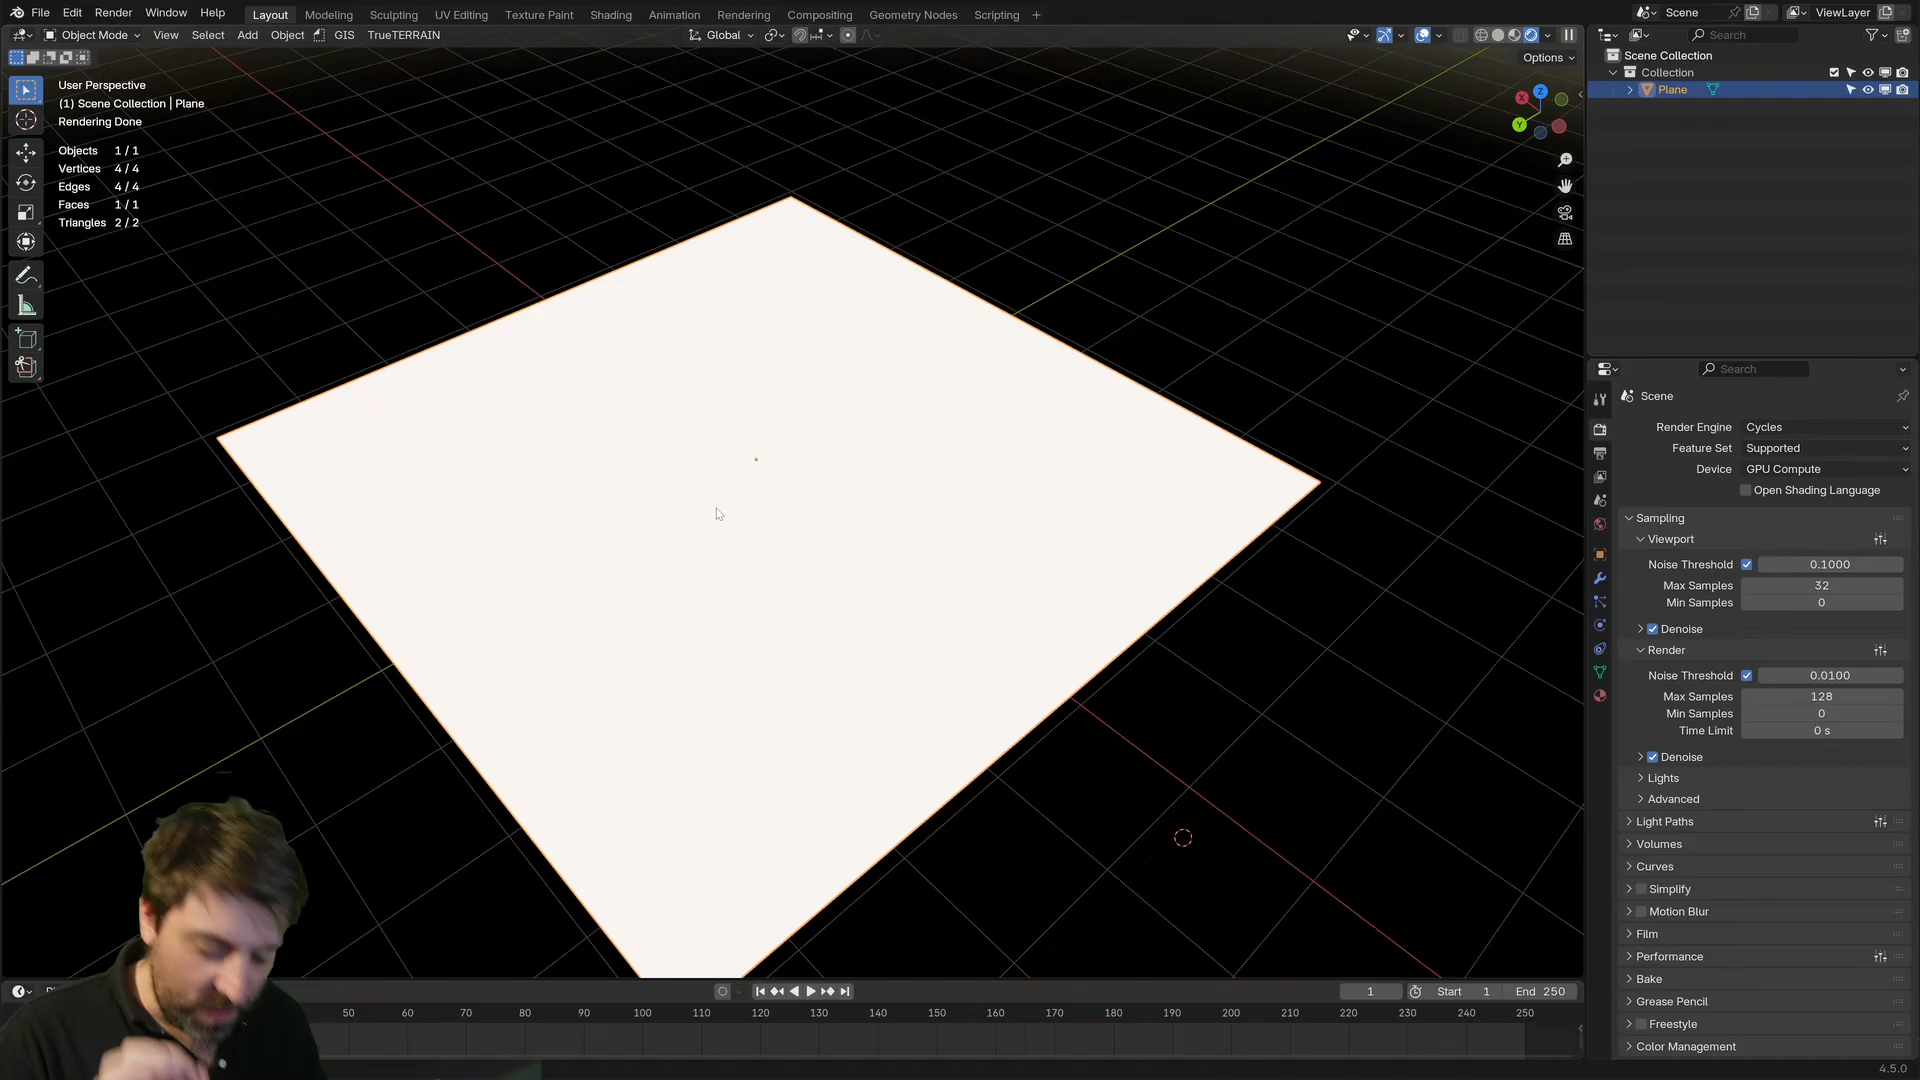 File Edit Render Window Help Layout Modeling Sculpting UV Editing Texture Paint Shading Animation Rendering Compositing Geometry Nodes Scripting + Scene ViewLayer
Object Mode View Select Add Object GIS TrueTERRAIN Global Search
Options
User Perspective
(1) Scene Collection | Plane
Rendering Done
Objects 1 / 1
Vertices 4 / 4
Edges 4 / 4
Faces 1 / 1
Triangles 2 / 2
X
Y
Z
Scene Collection
Collection
Plane
Search
Scene
Render Engine Cycles
Feature Set Supported
Device GPU Compute
Open Shading Language
Sampling
Viewport
Noise Threshold 0.1000
Max Samples 32
Min Samples 0
Denoise
Render
Noise Threshold 0.0100
Max Samples 128
Min Samples 0
Time Limit 0 s
Denoise
Lights
Advanced
Light Paths
Volumes
Curves
Simplify
Motion Blur
Film
Performance
Bake
Grease Pencil
Freestyle
Color Management
1 Start 1 End 250
50 60 70 80 90 100 110 120 130 140 150 160 170 180 190 200 210 220 230 240 250
4.5.0